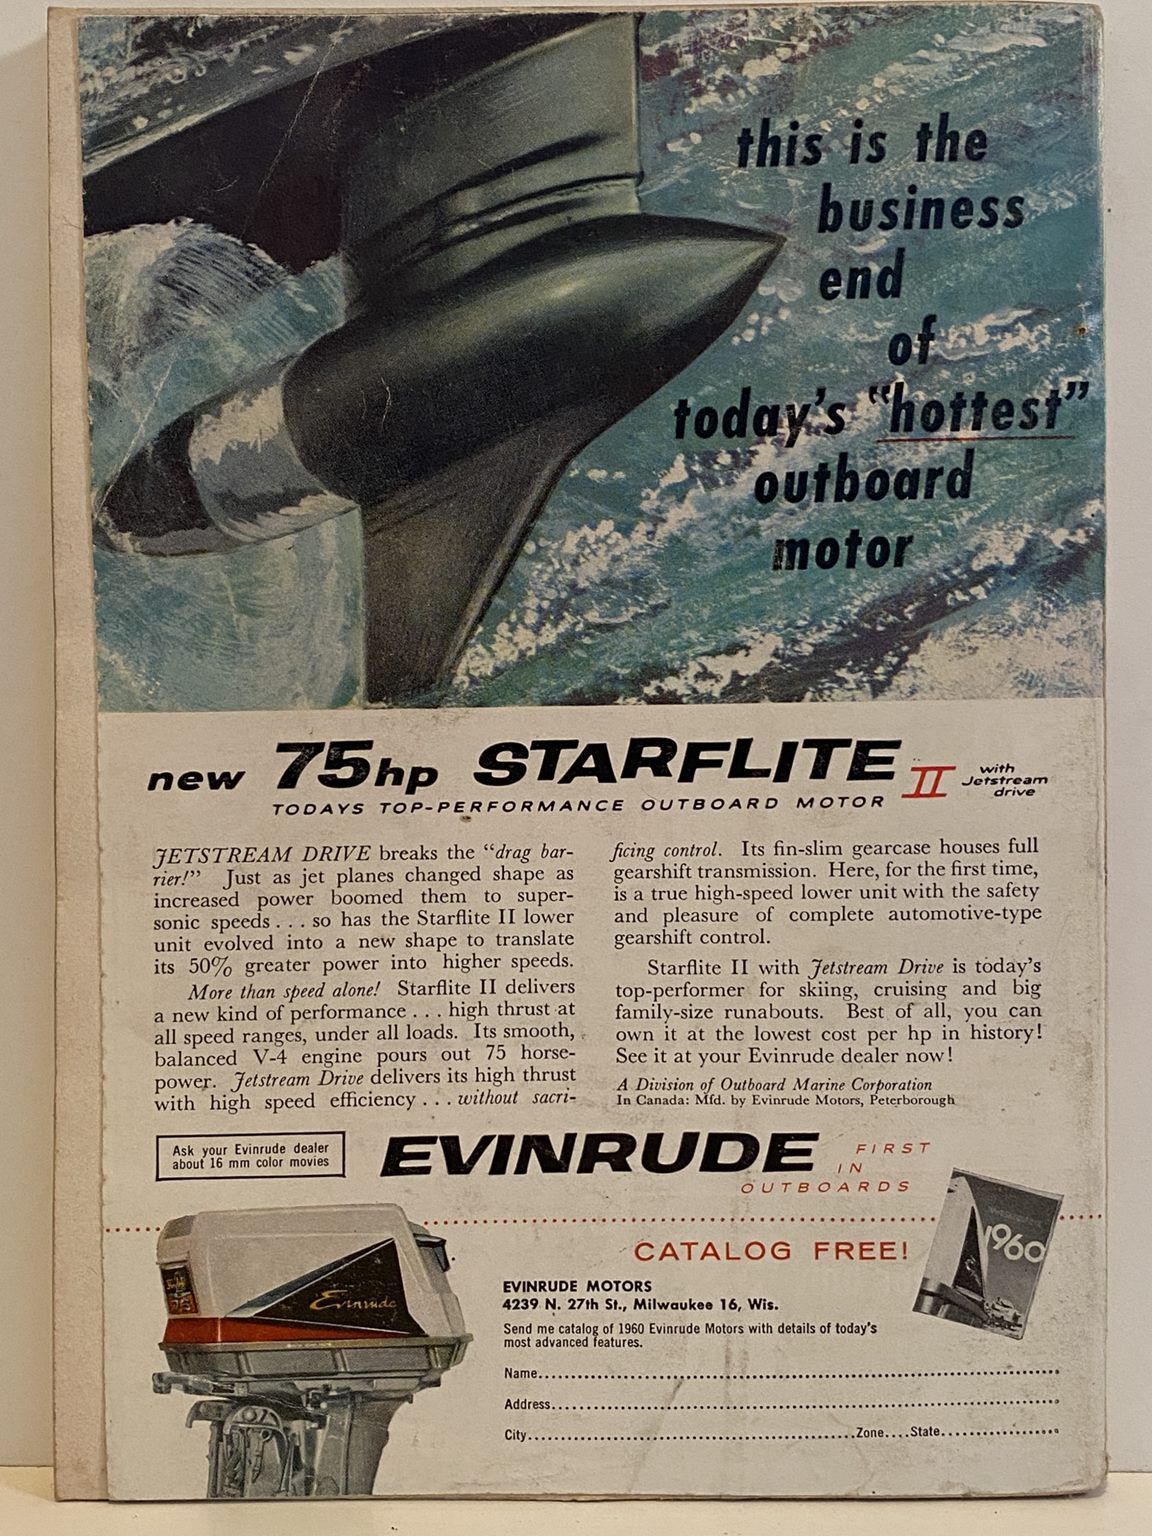 this is the
business
end
of
today's "hottest"
outboard
motor
new 75hp STARFLITE II with
Jetstream
drive
TODAYS TOP-PERFORMANCE OUTBOARD MOTOR
JETSTREAM DRIVE breaks the "drag bar-
rier!" Just as jet planes changed shape as
increased power boomed them to super-
sonic speeds . . . so has the Starflite II lower
unit evolved into a new shape to translate
its 50% greater power into higher speeds.
More than speed alone! Starflite II delivers
a new kind of performance . . . high thrust at
all speed ranges, under all loads. Its smooth,
balanced V-4 engine pours out 75 horse-
power. Jetstream Drive delivers its high thrust
with high speed efficiency . . . without sacri-
ficing control. Its fin-slim gearcase houses full
gearshift transmission. Here, for the first time,
is a true high-speed lower unit with the safety
and pleasure of complete automotive-type
gearshift control.
Starflite II with Jetstream Drive is today's
top-performer for skiing, cruising and big
family-size runabouts. Best of all, you can
own it at the lowest cost per hp in history!
See it at your Evinrude dealer now!
A Division of Outboard Marine Corporation
In Canada: Mfd. by Evinrude Motors, Peterborough
Ask your Evinrude dealer
about 16 mm color movies
EVINRUDE
FIRST
IN
OUTBOARDS
1960
Evinrude
CATALOG FREE!
EVINRUDE MOTORS
4239 N. 27th St., Milwaukee 16, Wis.
Send me catalog of 1960 Evinrude Motors with details of today's
most advanced features.
Name
Address
City Zone State